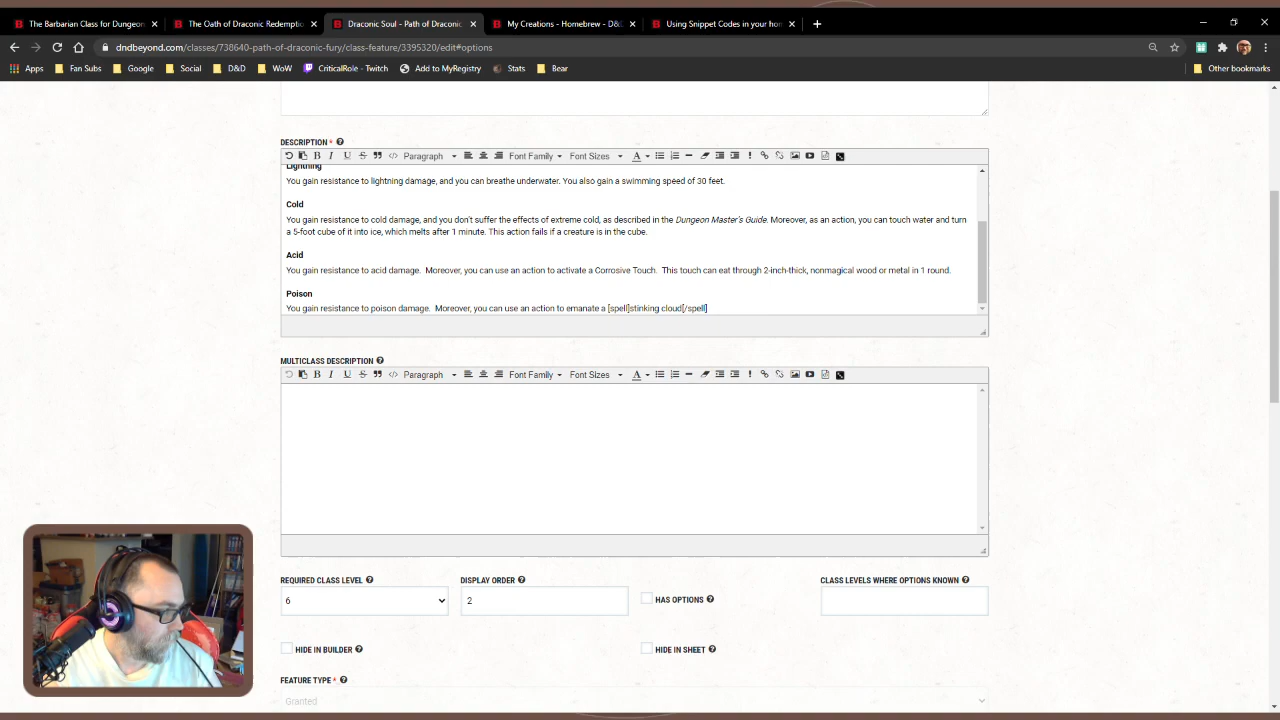 The Barbarian Class for Dungeon
The Oath of Draconic Redemptio
Draconic Soul - Path of Draconic
My Creations - Homebrew - D&
Using Snippet Codes in your hon
dndbeyond.com/classes/738640-path-of-draconic-fury/class-feature/3395320/edit#options
Apps
Fan Subs
Google
Social
D&D
WoW
CriticalRole - Twitch
Add to MyRegistry
Stats
Bear
Other bookmarks
DESCRIPTION *
Paragraph
Font Family
Font Sizes
Lightning
You gain resistance to lightning damage, and you can breathe underwater. You also gain a swimming speed of 30 feet.
Cold
You gain resistance to cold damage, and you don't suffer the effects of extreme cold, as described in the Dungeon Master's Guide. Moreover, as an action, you can touch water and turn
a 5-foot cube of it into ice, which melts after 1 minute. This action fails if a creature is in the cube.
Acid
You gain resistance to acid damage.  Moreover, you can use an action to activate a Corrosive Touch.  This touch can eat through 2-inch-thick, nonmagical wood or metal in 1 round.
Poison
You gain resistance to poison damage.  Moreover, you can use an action to emanate a [spell]stinking cloud[/spell]
MULTICLASS DESCRIPTION
Paragraph
Font Family
Font Sizes
REQUIRED CLASS LEVEL
DISPLAY ORDER
HAS OPTIONS
CLASS LEVELS WHERE OPTIONS KNOWN
6
2
HIDE IN BUILDER
HIDE IN SHEET
FEATURE TYPE *
Granted